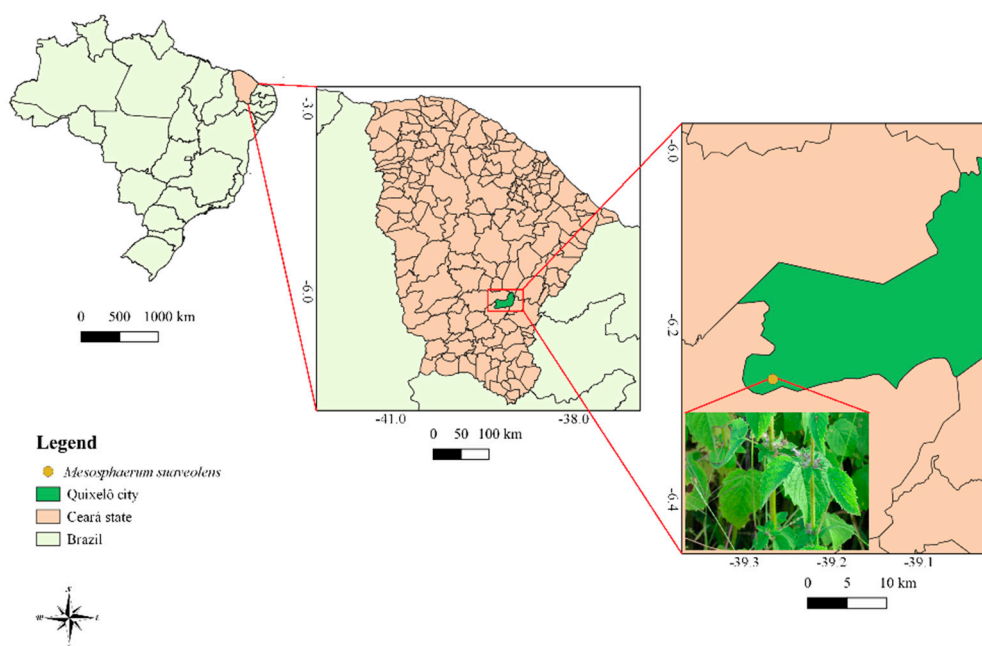 -3.0
-6.0
-41.0
-38.0
0 50 100 km
0 500 1000 km
-6.0
-6.2
-6.4
-39.3
-39.2
-39.1
0 5 10 km
Legend
Mesosphaerum suaveolens
Quixelô city
Ceará state
Brazil
s
w